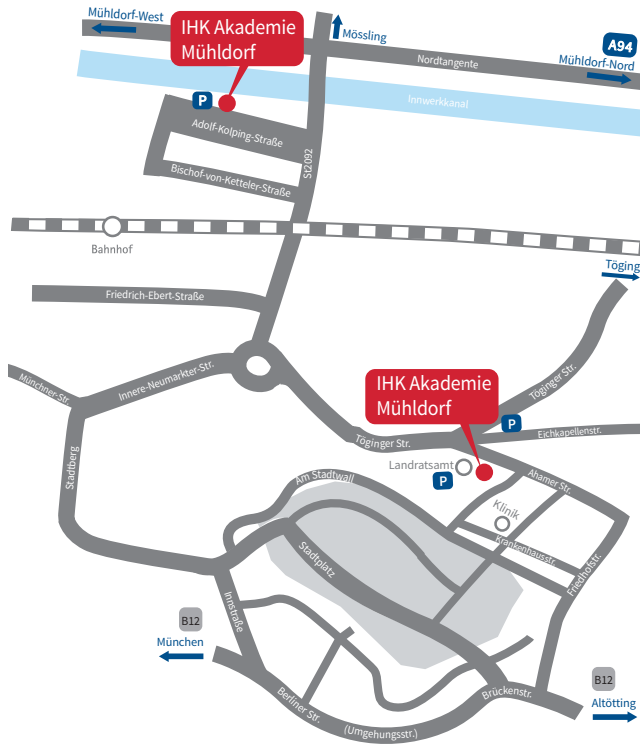 Mühldorf-West
IHK Akademie
Mühldorf
Mössling
A94
Nordtangente
Mühldorf-Nord
P
Innwerkkanal
Adolf-Kolping-Straße
St2092
Bischof-von-Ketteler-Straße
Bahnhof
Töging
Friedrich-Ebert-Straße
Münchner-Str.
Innere-Neumarkter-Str.
IHK Akademie
Mühldorf
Töginger Str.
P
Töginger Str.
Eichkapellenstr.
Stadtberg
Landratsamt
P
Am Stadtwall
Ahamer Str.
Klinik
Krankenhausstr.
Stadtplatz
Friedhofstr.
Innstraße
B12
München
B12
Altötting
Berliner Str.
(Umgehungsstr.)
Brückenstr.